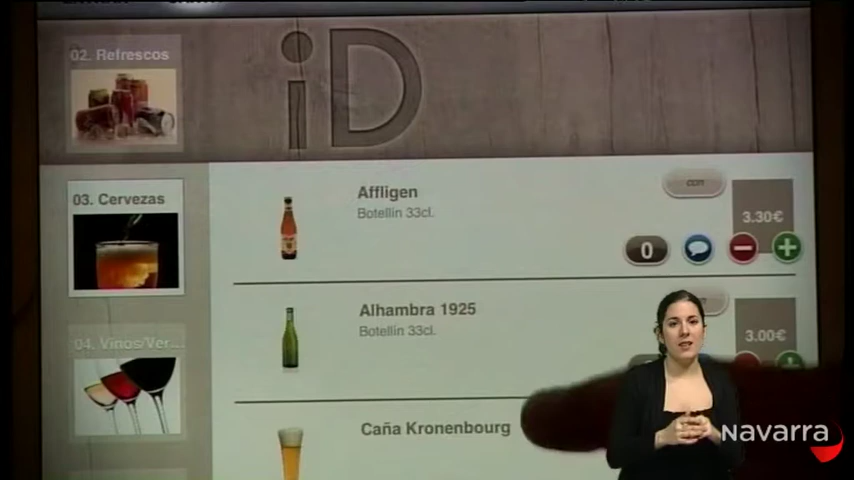 02. Refrescos
iD
03. Cervezas
Affligen
Botellín 33cl.
con
3.30€
0
Alhambra 1925
Botellín 33cl.
3.00€
04. Vinos/Ver...
Caña Kronenbourg
Navarra